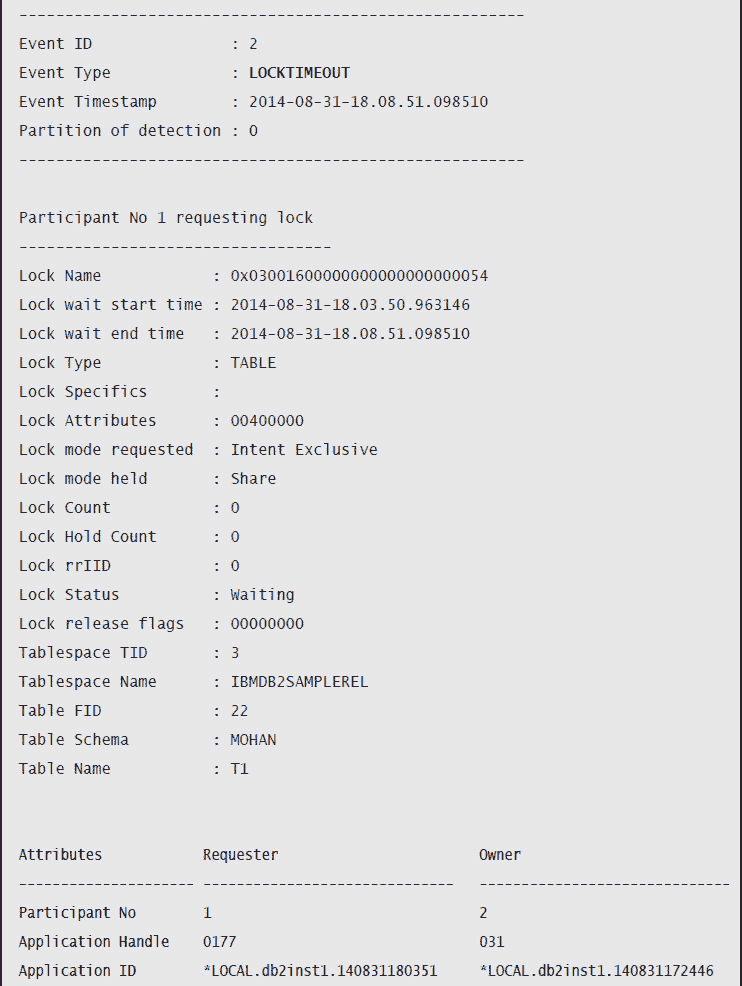 -------------------------------------------------------
Event ID               : 2
Event Type             : LOCKTIMEOUT
Event Timestamp        : 2014-08-31-18.08.51.098510
Partition of detection : 0
-------------------------------------------------------
Participant No 1 requesting lock
----------------------------------
Lock Name            : 0x03001600000000000000000054
Lock wait start time : 2014-08-31-18.03.50.963146
Lock wait end time   : 2014-08-31-18.08.51.098510
Lock Type            : TABLE
Lock Specifics       :
Lock Attributes      : 00400000
Lock mode requested  : Intent Exclusive
Lock mode held       : Share
Lock Count           : 0
Lock Hold Count      : 0
Lock rrIID           : 0
Lock Status          : Waiting
Lock release flags   : 00000000
Tablespace TID       : 3
Tablespace Name      : IBMDB2SAMPLEREL
Table FID            : 22
Table Schema         : MOHAN
Table Name           : T1
Attributes            Requester                       Owner
--------------------- ------------------------------  ------------------------------
Participant No        1                               2
Application Handle    0177                            031
Application ID        *LOCAL.db2inst1.140831180351    *LOCAL.db2inst1.140831172446